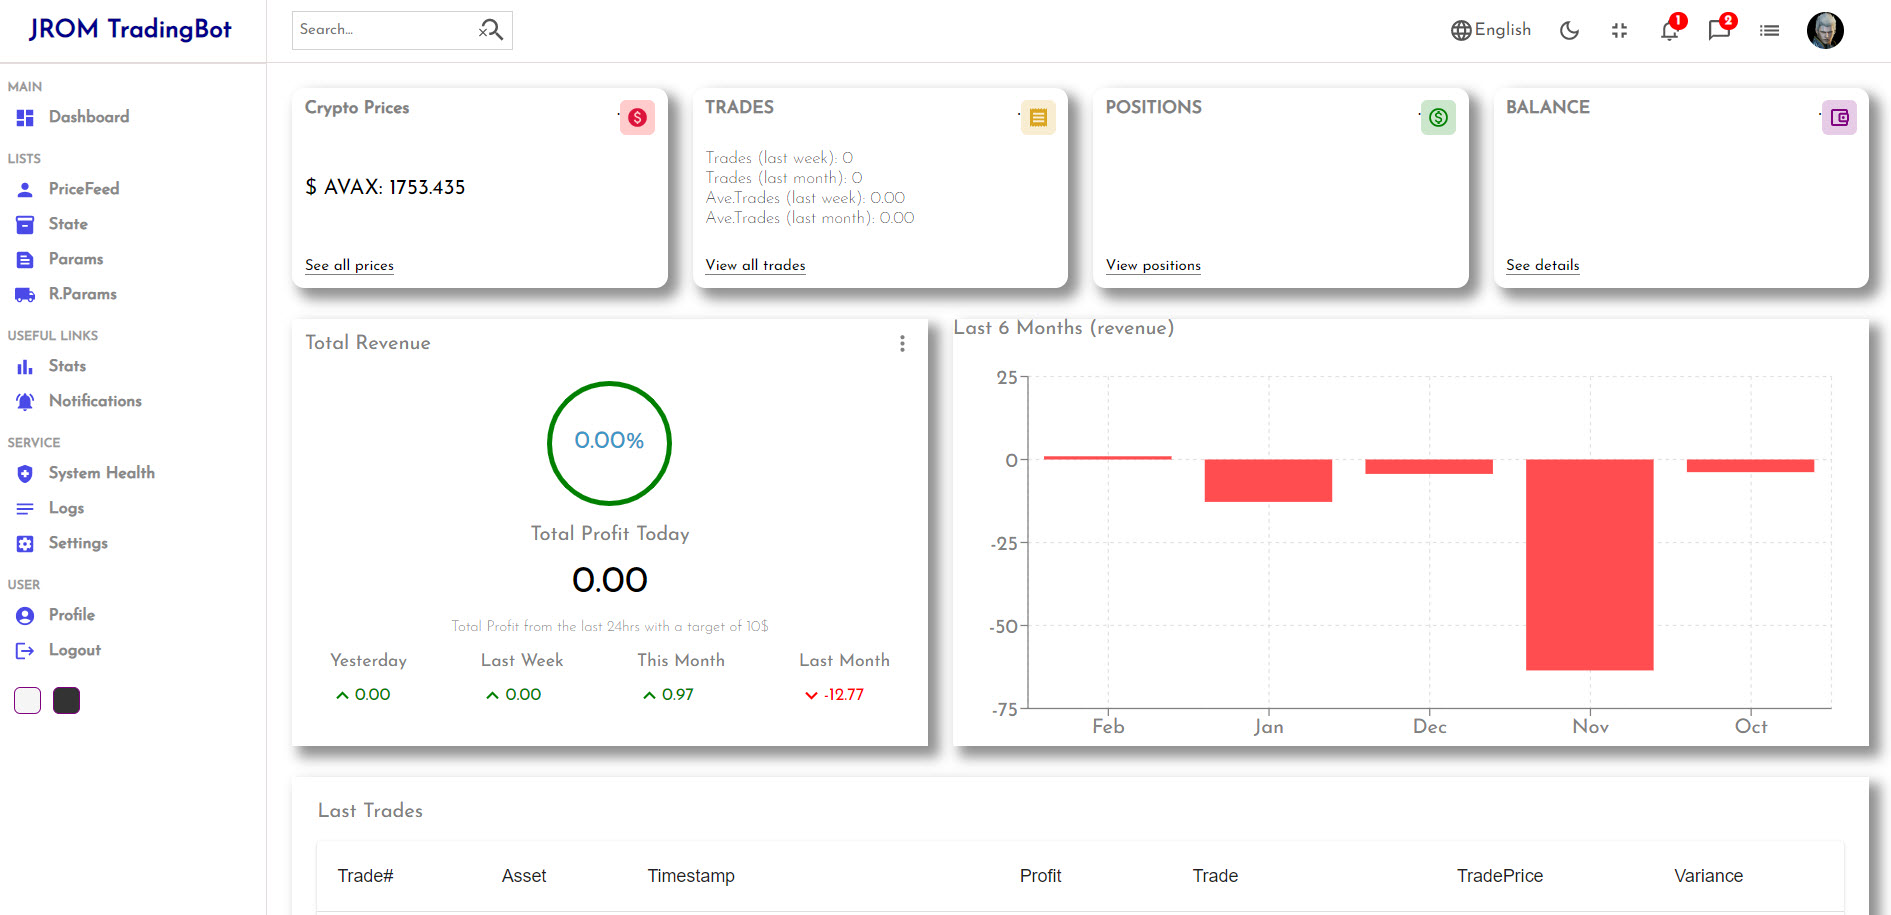 JROM TradingBot
Search...
English
1
2
MAIN
Dashboard
LISTS
PriceFeed
State
Params
R.Params
USEFUL LINKS
Stats
Notifications
SERVICE
System Health
Logs
Settings
USER
Profile
Logout
Crypto Prices
$ AVAX: 1753.435
See all prices
TRADES
Trades (last week): 0
Trades (last month): 0
Ave.Trades (last week): 0.00
Ave.Trades (last month): 0.00
View all trades
POSITIONS
View positions
BALANCE
See details
Total Revenue
0.00%
Total Profit Today
0.00
Total Profit from the last 24hrs with a target of 10$
Yesterday Last Week This Month Last Month
0.00 0.00 0.97 -12.77
Last 6 Months (revenue)
25
0
-25
-50
-75
Feb Jan Dec Nov Oct
Last Trades
Trade# Asset Timestamp Profit Trade TradePrice Variance